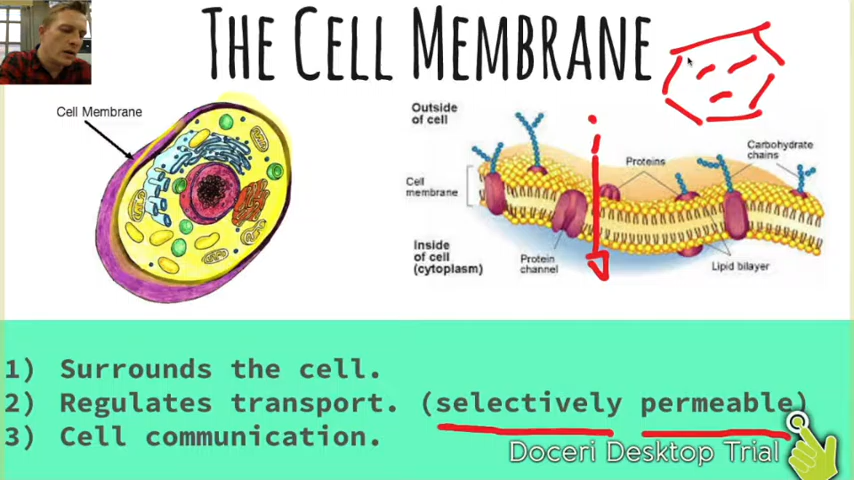 THE CELL MEMBRANE
Cell Membrane
Outside
of cell
Cell
membrane
Inside
of cell
(cytoplasm)
Proteins
Carbohydrate
chains
Protein
channel
Lipid bilayer
1) Surrounds the cell.
2) Regulates transport. (selectively permeable)
3) Cell communication.
Doceri Desktop Trial